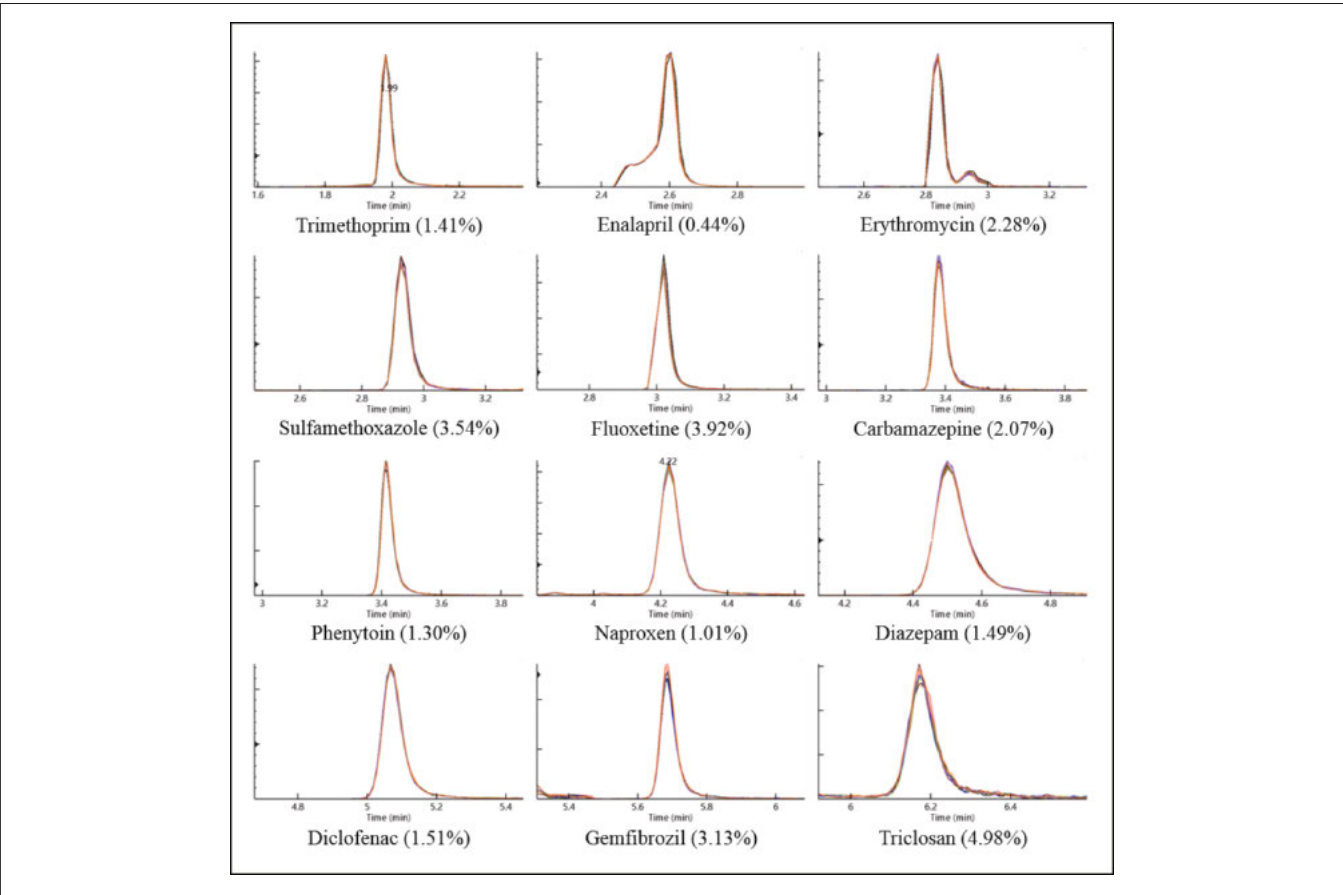 1.99
1.6 1.8 2 2.2
Time (min)
Trimethoprim (1.41%)
2.4 2.6 2.8
Time (min)
Enalapril (0.44%)
2.6 2.8 3 3.2
Time (min)
Erythromycin (2.28%)
2.6 2.8 3 3.2
Time (min)
Sulfamethoxazole (3.54%)
2.8 3 3.2 3.4
Time (min)
Fluoxetine (3.92%)
3 3.2 3.4 3.6 3.8
Time (min)
Carbamazepine (2.07%)
3 3.2 3.4 3.6 3.8
Time (min)
Phenytoin (1.30%)
4.22
4 4.2 4.4 4.6
Time (min)
Naproxen (1.01%)
4.2 4.4 4.6 4.8
Time (min)
Diazepam (1.49%)
4.8 5 5.2 5.4
Time (min)
Diclofenac (1.51%)
5.4 5.6 5.8 6
Time (min)
Gemfibrozil (3.13%)
6 6.2 6.4
Time (min)
Triclosan (4.98%)